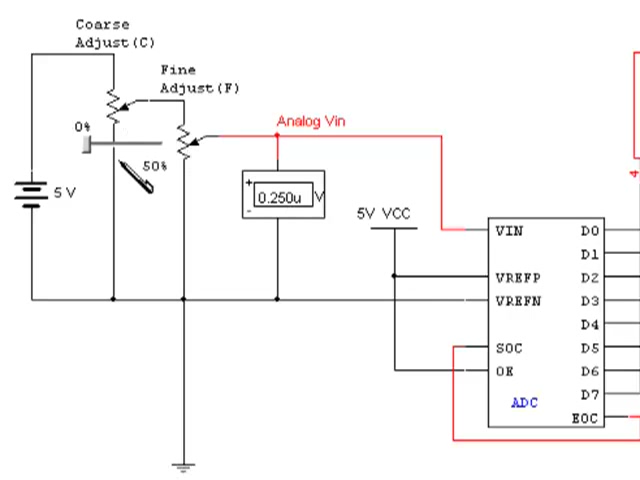 Coarse
Adjust(C)
Fine
Adjust(F)
0%
50%
Analog Vin
5 V
+
0.250u
V
-
5V VCC
VIN
D0
D1
VREFP
D2
VREFN
D3
D4
SOC
D5
OE
D6
D7
ADC
EOC
4